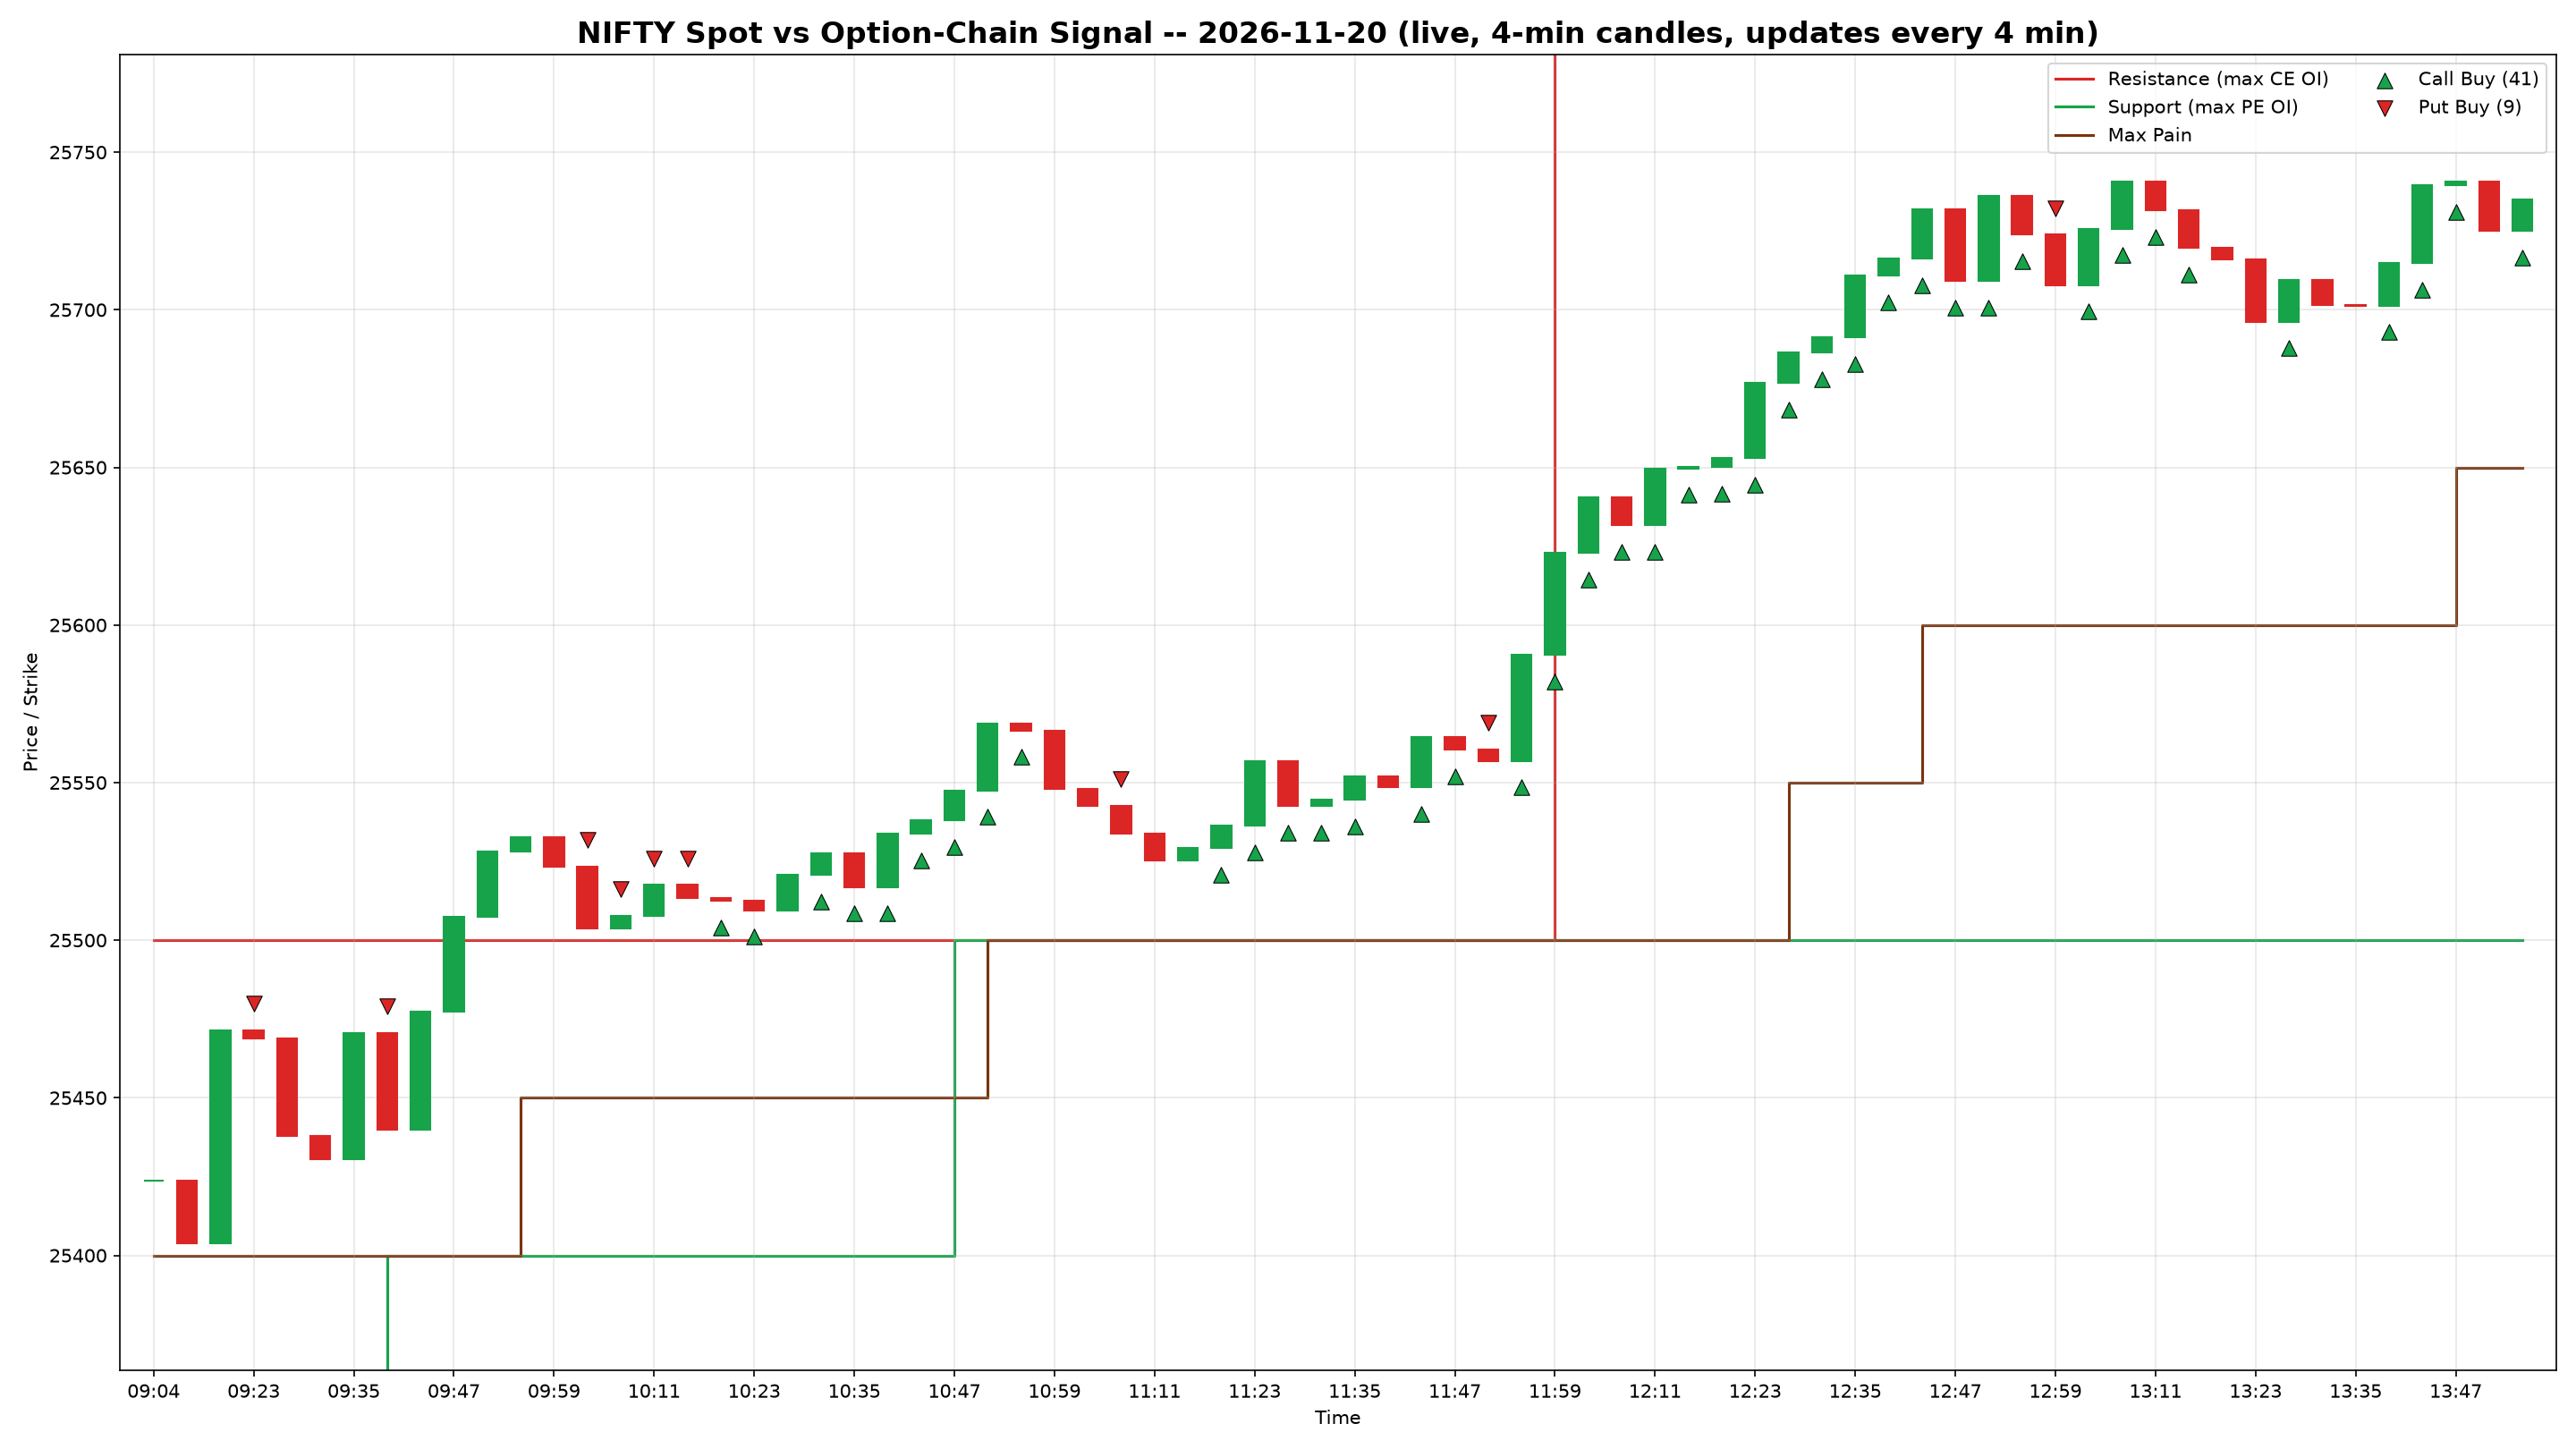 NIFTY Spot vs Option-Chain Signal -- 2026-11-20 (live, 4-min candles, updates every 4 min)
Resistance (max CE OI)
Support (max PE OI)
Max Pain
Call Buy (41)
Put Buy (9)
Price / Strike
25750
25700
25650
25600
25550
25500
25450
25400
09:04 09:23 09:35 09:47 09:59 10:11 10:23 10:35 10:47 10:59 11:11 11:23 11:35 11:47 11:59 12:11 12:23 12:35 12:47 12:59 13:11 13:23 13:35 13:47
Time